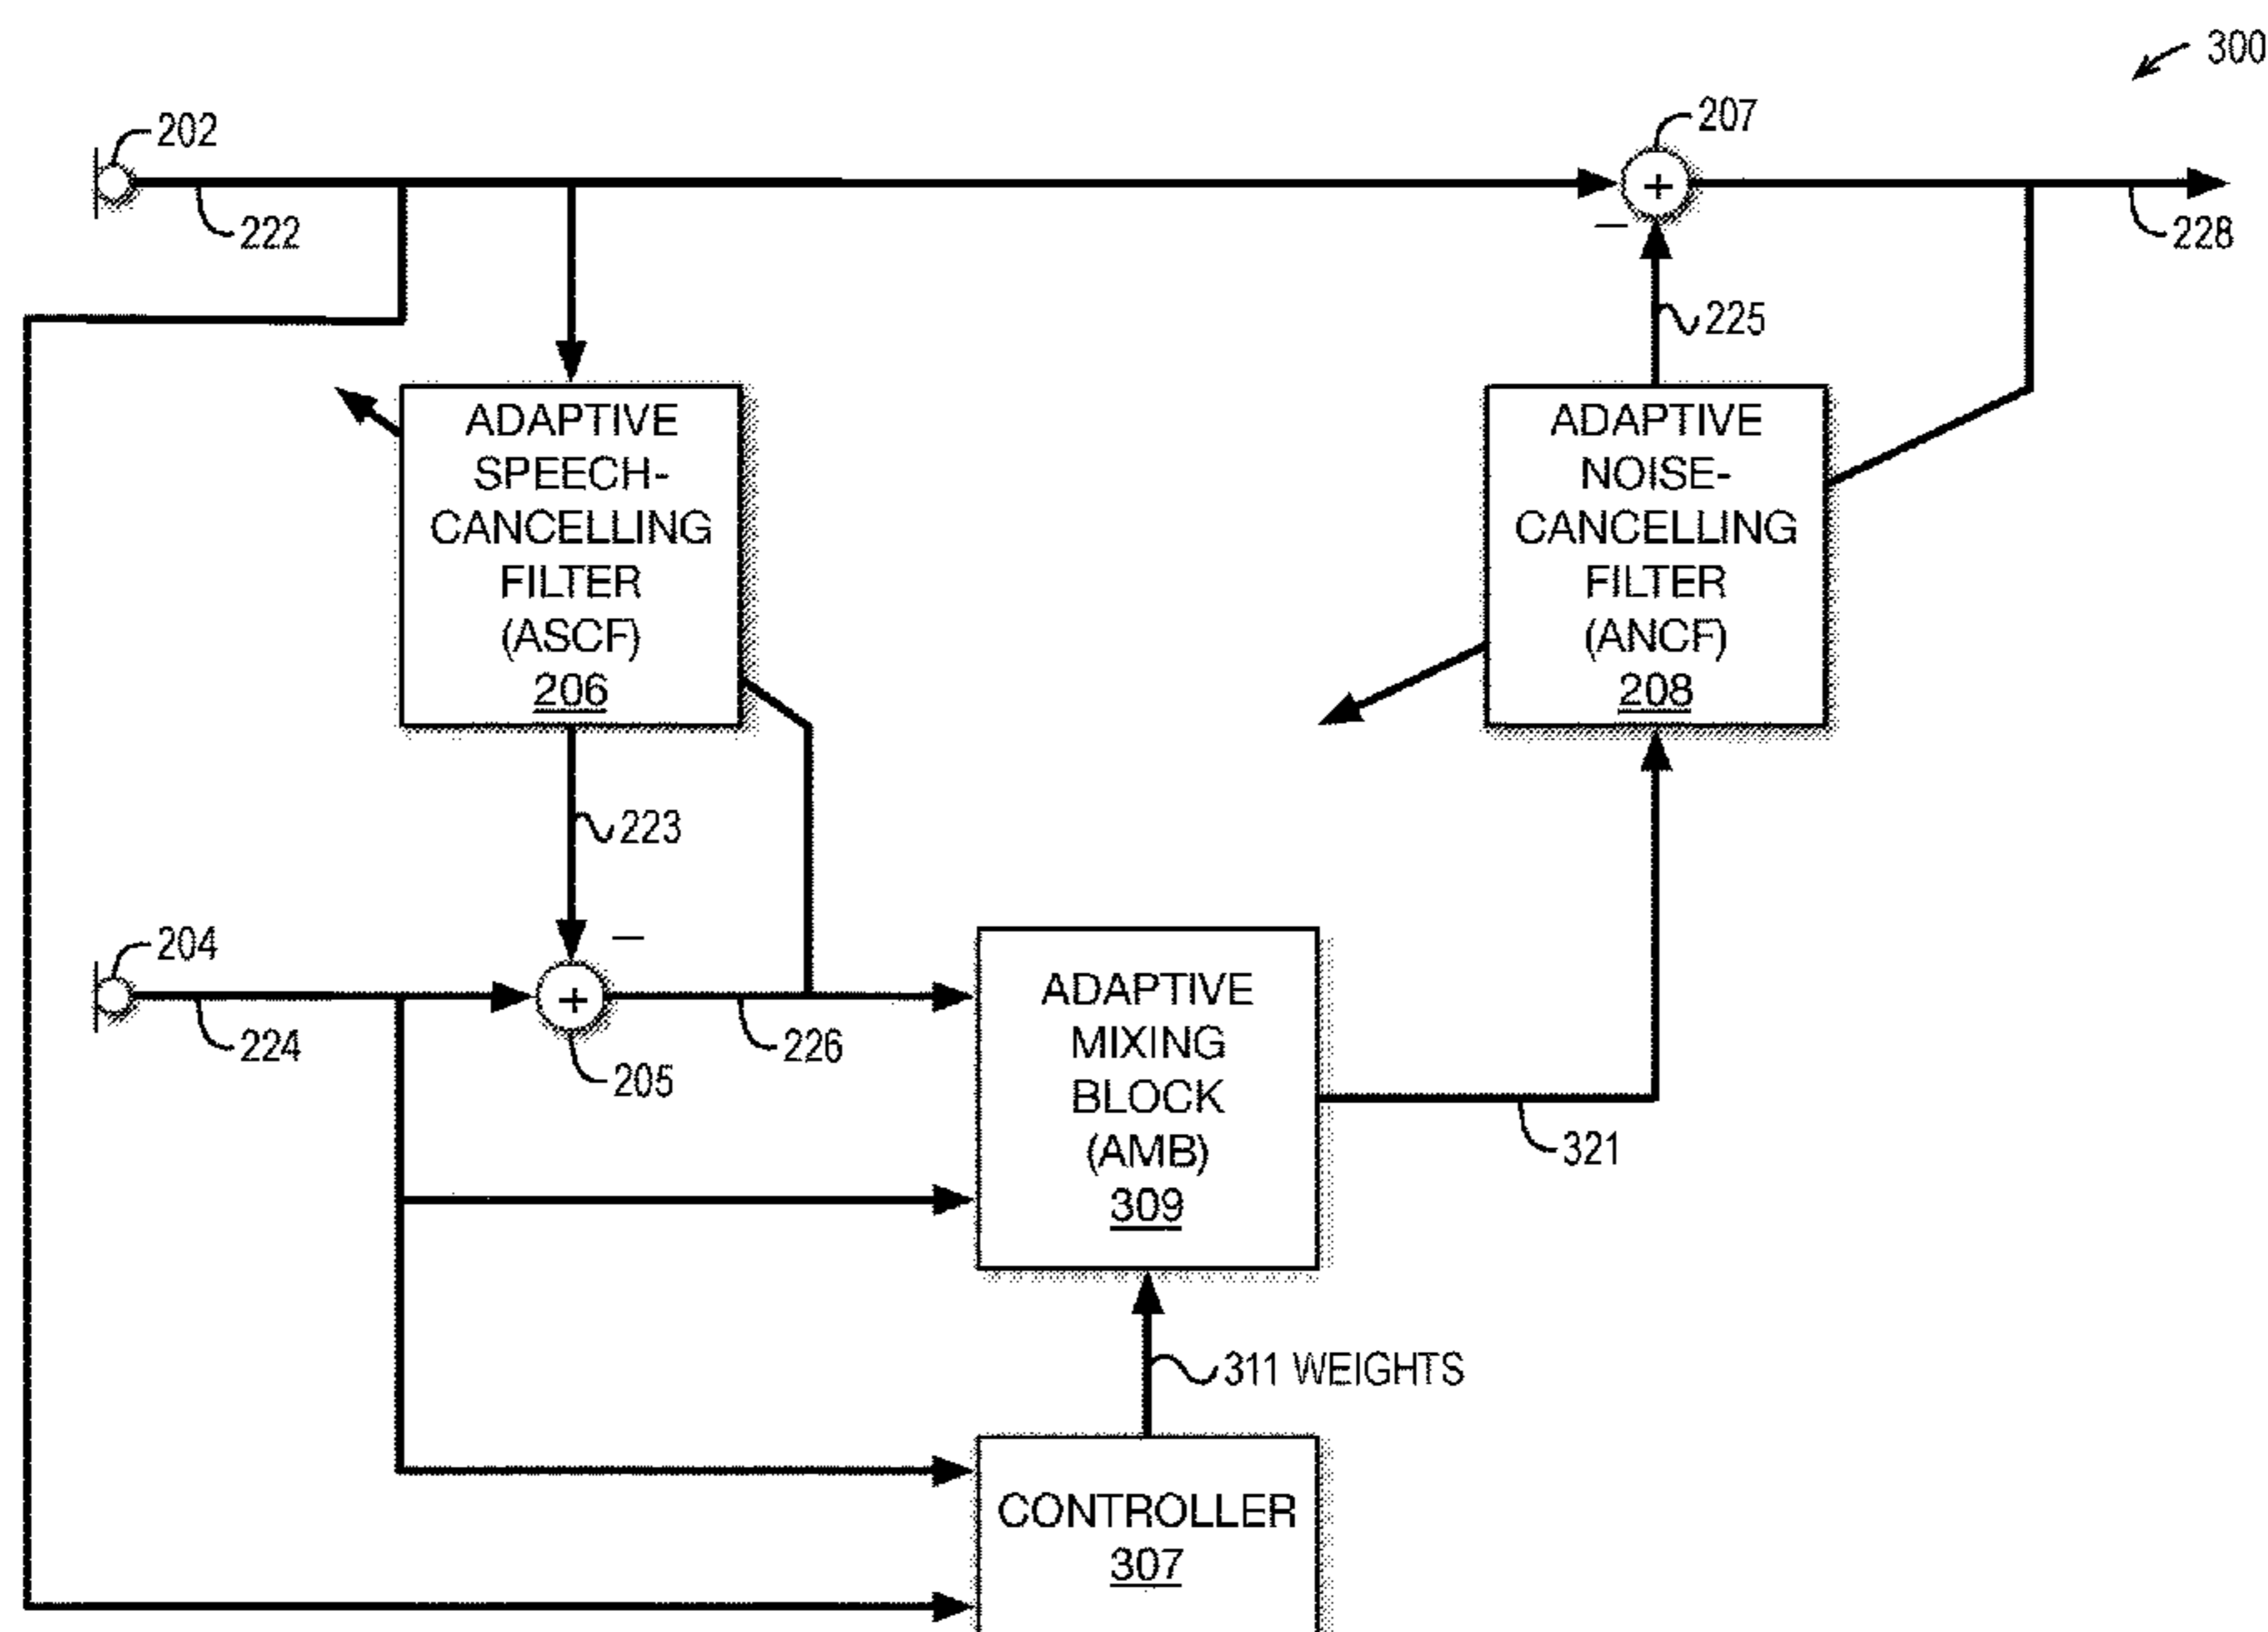 300
202
207
222
228
225
ADAPTIVE
SPEECH-
CANCELLING
FILTER
(ASCF)
206
ADAPTIVE
NOISE-
CANCELLING
FILTER
(ANCF)
208
223
204
224
205
226
ADAPTIVE
MIXING
BLOCK
(AMB)
309
321
311 WEIGHTS
CONTROLLER
307
+
−
+
−